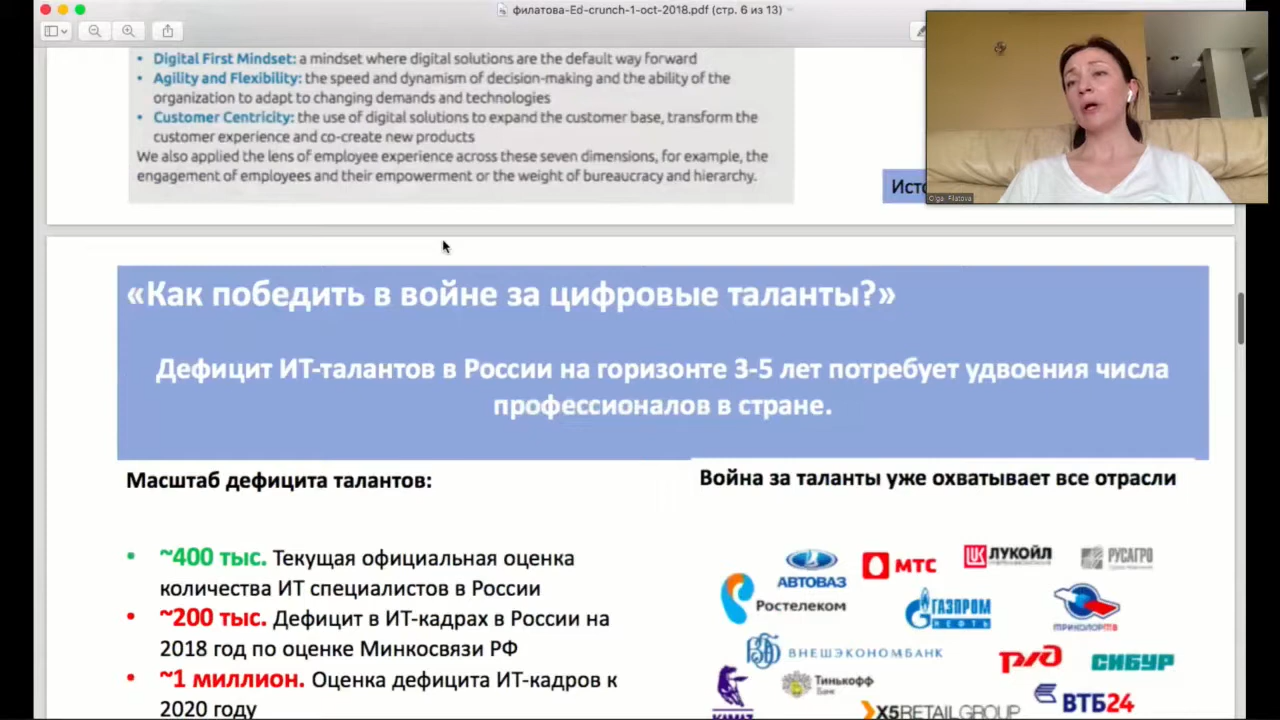 филатова-Ed-crunch-1-oct-2018.pdf (стр. 6 из 13)
• Digital First Mindset: a mindset where digital solutions are the default way forward
• Agility and Flexibility: the speed and dynamism of decision-making and the ability of the
organization to adapt to changing demands and technologies
• Customer Centricity: the use of digital solutions to expand the customer base, transform the
customer experience and co-create new products
We also applied the lens of employee experience across these seven dimensions, for example, the
engagement of employees and their empowerment or the weight of bureaucracy and hierarchy.
Olga Filatova
«Как победить в войне за цифровые таланты?»
Дефицит ИТ-талантов в России на горизонте 3-5 лет потребует удвоения числа
профессионалов в стране.
Масштаб дефицита талантов:
• ~400 тыс. Текущая официальная оценка
количества ИТ специалистов в России
• ~200 тыс. Дефицит в ИТ-кадрах в России на
2018 год по оценке Минкосвязи РФ
• ~1 миллион. Оценка дефицита ИТ-кадров к
2020 году
Война за таланты уже охватывает все отрасли
АВТОВАЗ
МТС
ЛУКОЙЛ
РУСАГРО
Ростелеком
ГАЗПРОМ
НЕФТЬ
ТРИКОЛОР ТВ
ВНЕШЭКОНОМБАНК
РЖД
СИБУР
Тинькофф
Банк
КАМАЗ
X5 RETAIL GROUP
ВТБ24